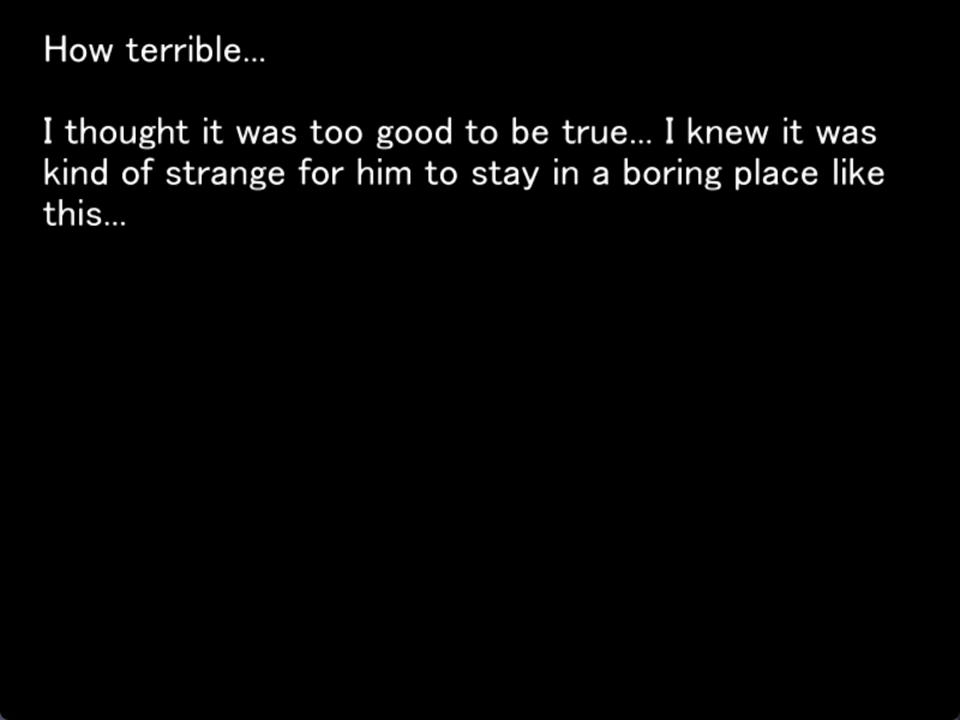 How terrible...
I thought it was too good to be true... I knew it was
kind of strange for him to stay in a boring place like
this...